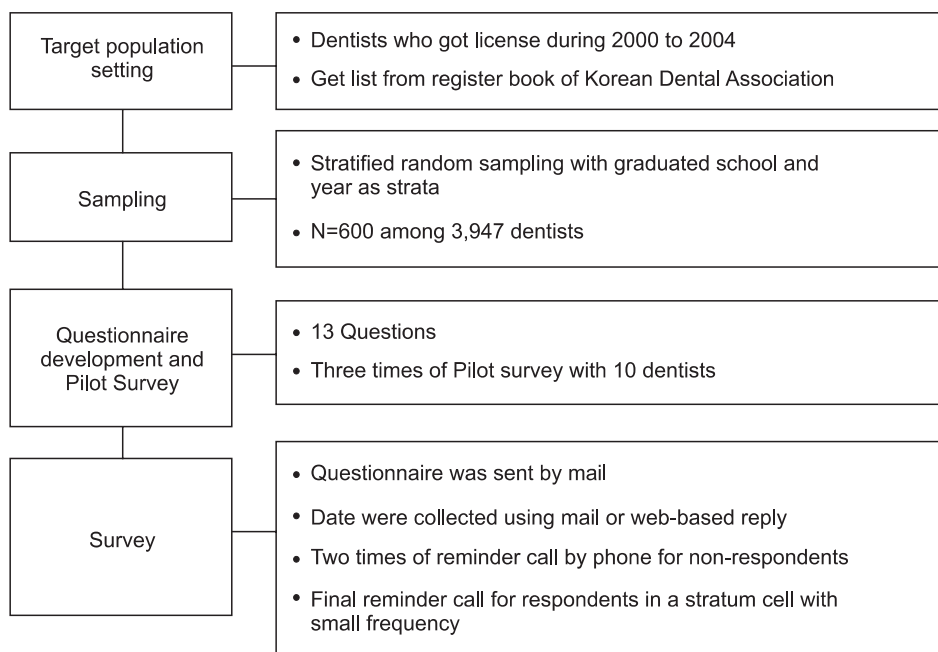 Target population
setting
• Dentists who got license during 2000 to 2004
• Get list from register book of Korean Dental Association
Sampling
• Stratified random sampling with graduated school and
year as strata
• N=600 among 3,947 dentists
Questionnaire
development and
Pilot Survey
• 13 Questions
• Three times of Pilot survey with 10 dentists
Survey
• Questionnaire was sent by mail
• Date were collected using mail or web-based reply
• Two times of reminder call by phone for non-respondents
• Final reminder call for respondents in a stratum cell with
small frequency